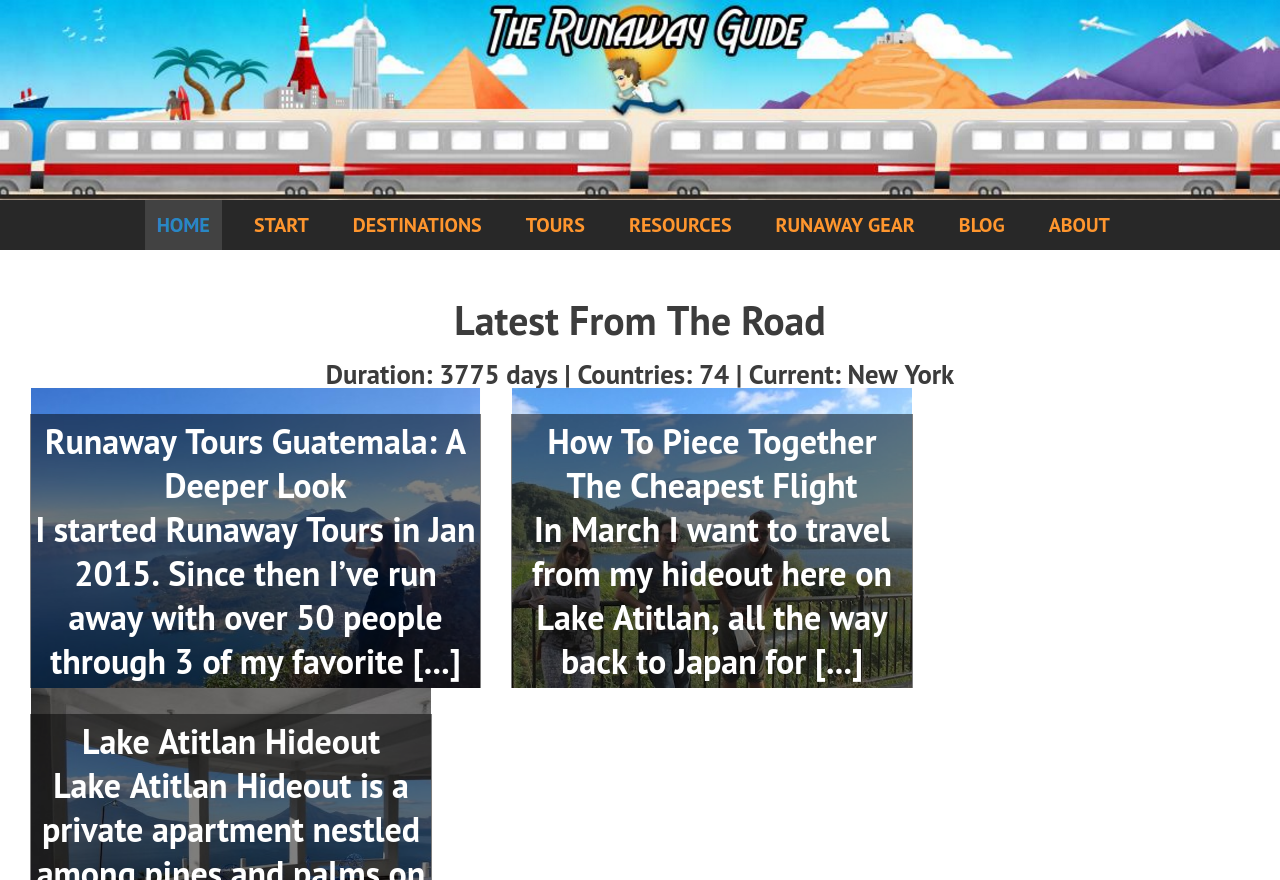 THE RUNAWAY GUIDE
HOME START DESTINATIONS TOURS RESOURCES RUNAWAY GEAR BLOG ABOUT
Latest From The Road
Duration: 3775 days | Countries: 74 | Current: New York
Runaway Tours Guatemala: A
Deeper Look
I started Runaway Tours in Jan
2015. Since then I’ve run
away with over 50 people
through 3 of my favorite [...]
How To Piece Together
The Cheapest Flight
In March I want to travel
from my hideout here on
Lake Atitlan, all the way
back to Japan for [...]
Lake Atitlan Hideout
Lake Atitlan Hideout is a
private apartment nestled
among pines and palms on